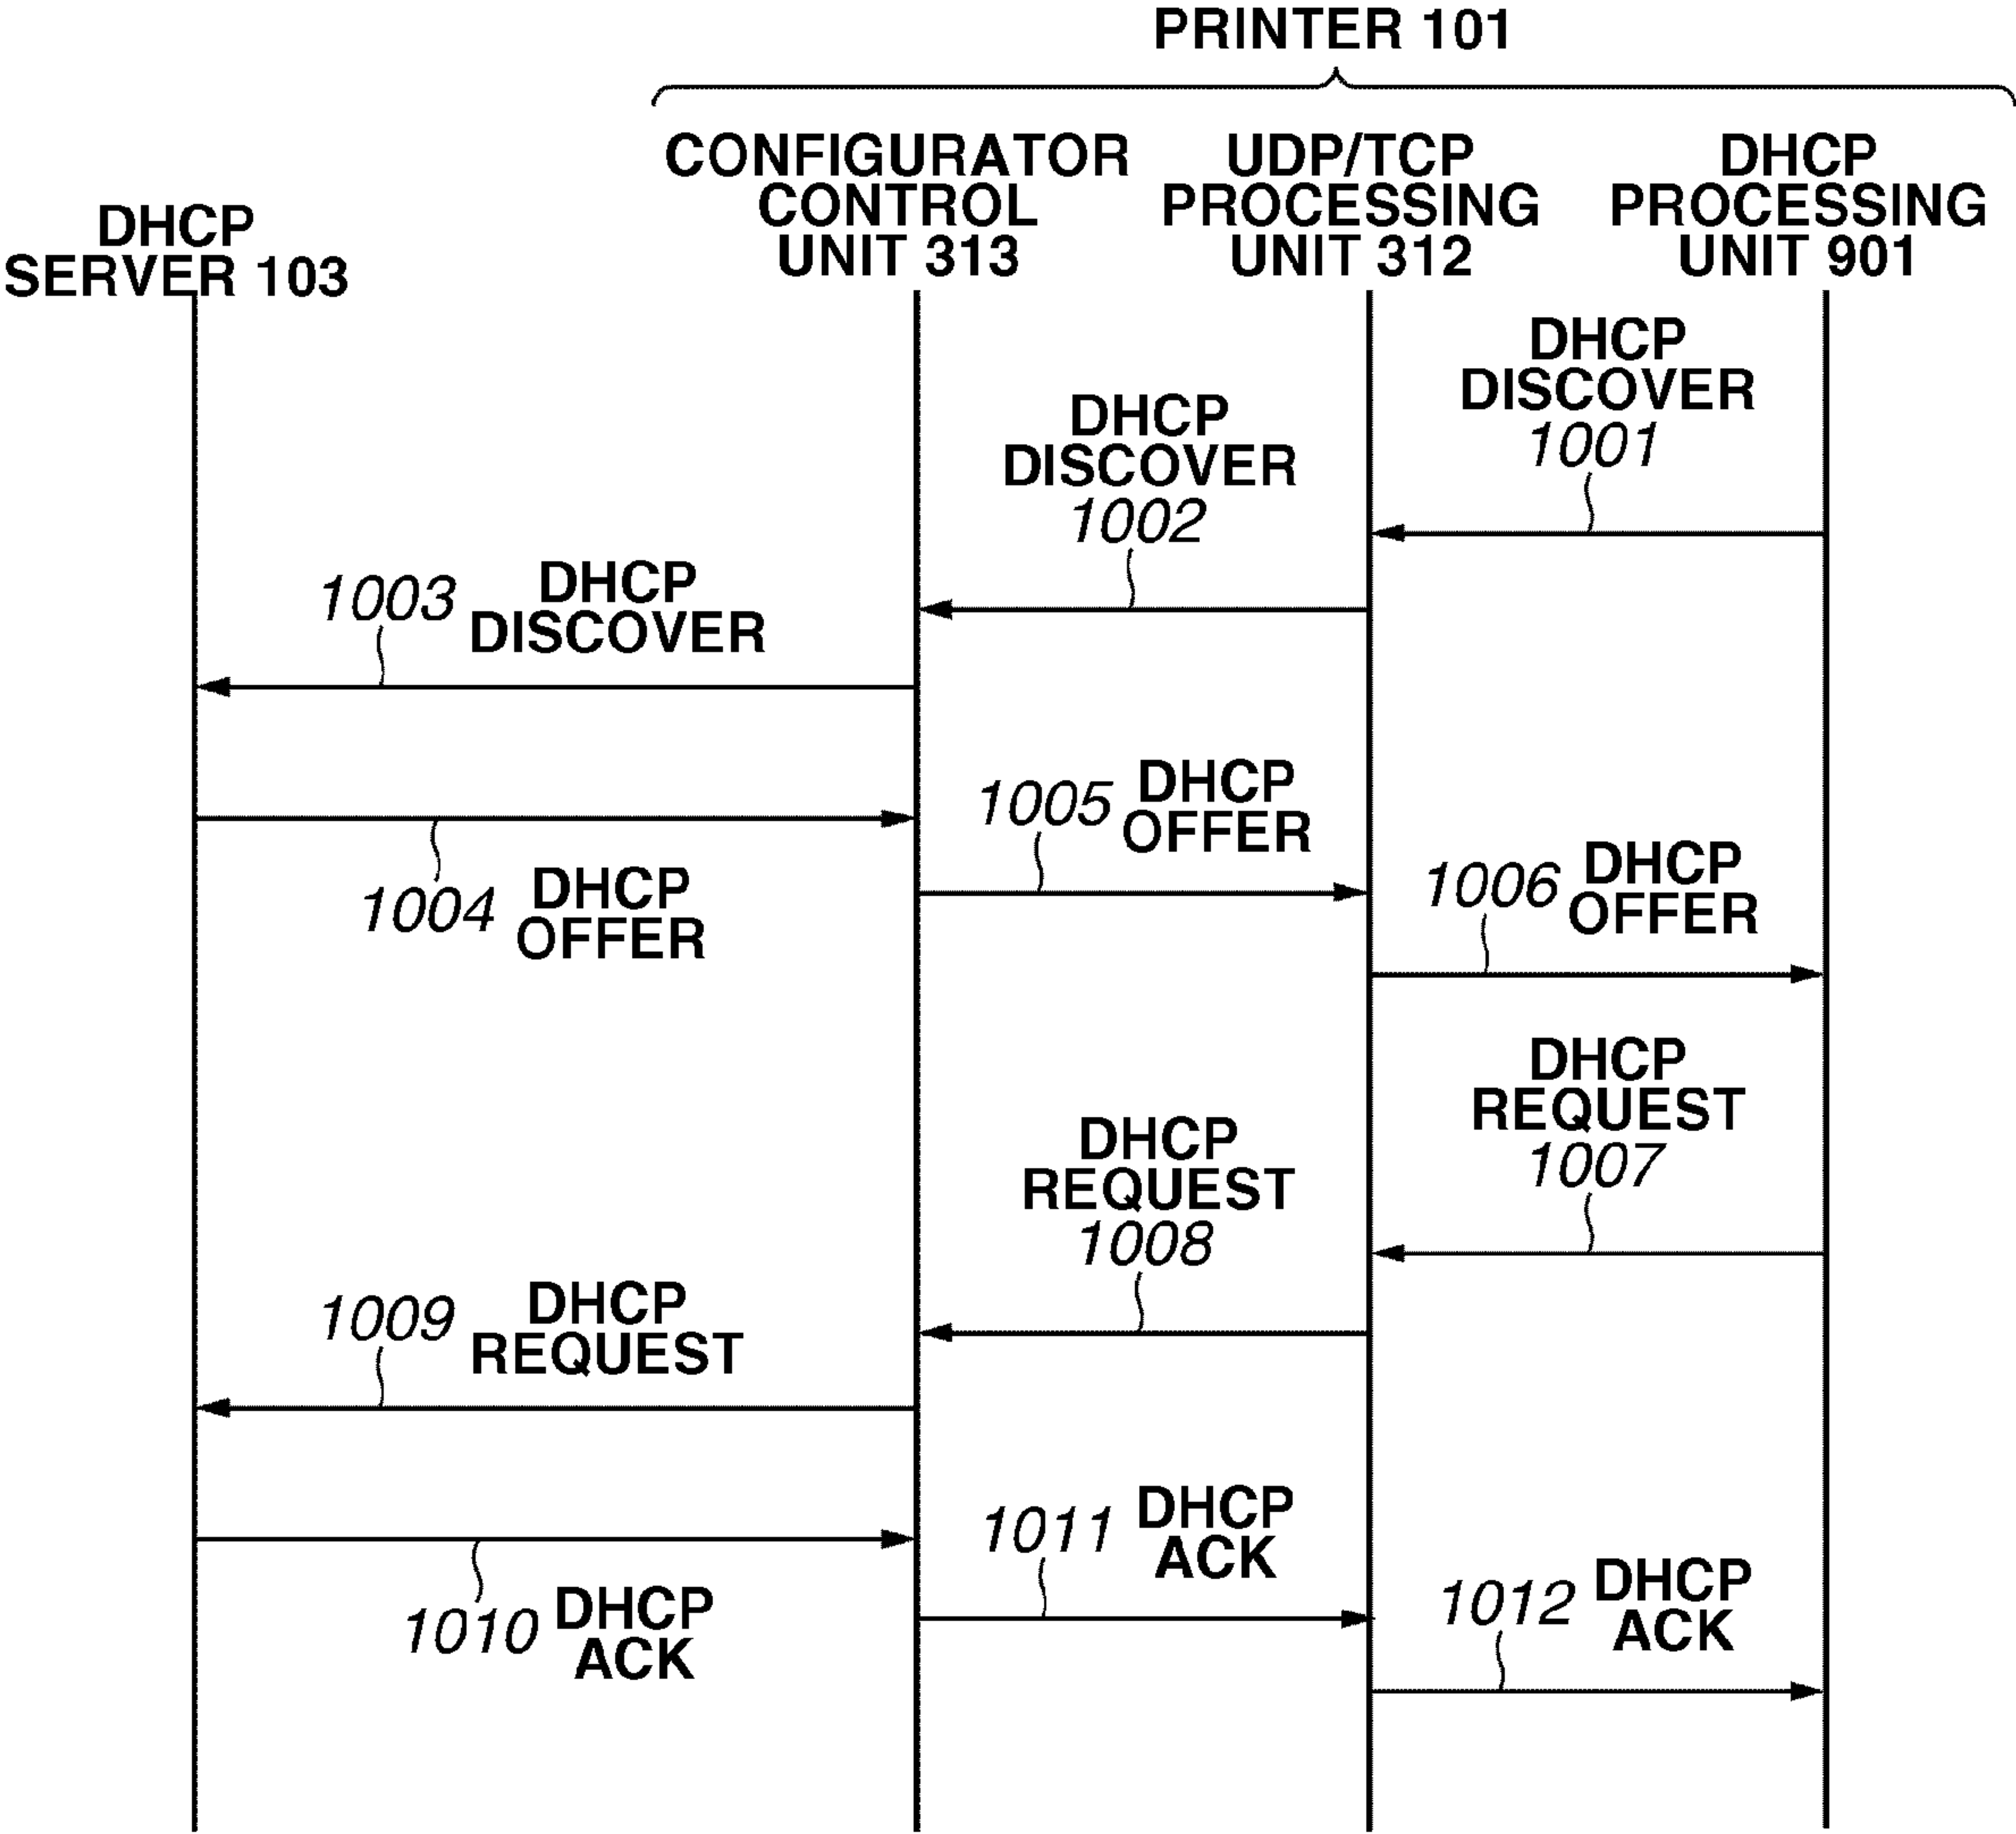 PRINTER 101
DHCP
SERVER 103
CONFIGURATOR
CONTROL
UNIT 313
UDP/TCP
PROCESSING
UNIT 312
DHCP
PROCESSING
UNIT 901
DHCP
DISCOVER
1001
DHCP
DISCOVER
1002
1003 DHCP
DISCOVER
1004 DHCP
OFFER
1005 DHCP
OFFER
1006 DHCP
OFFER
DHCP
REQUEST
1007
DHCP
REQUEST
1008
1009 DHCP
REQUEST
1010 DHCP
ACK
1011 DHCP
ACK
1012 DHCP
ACK